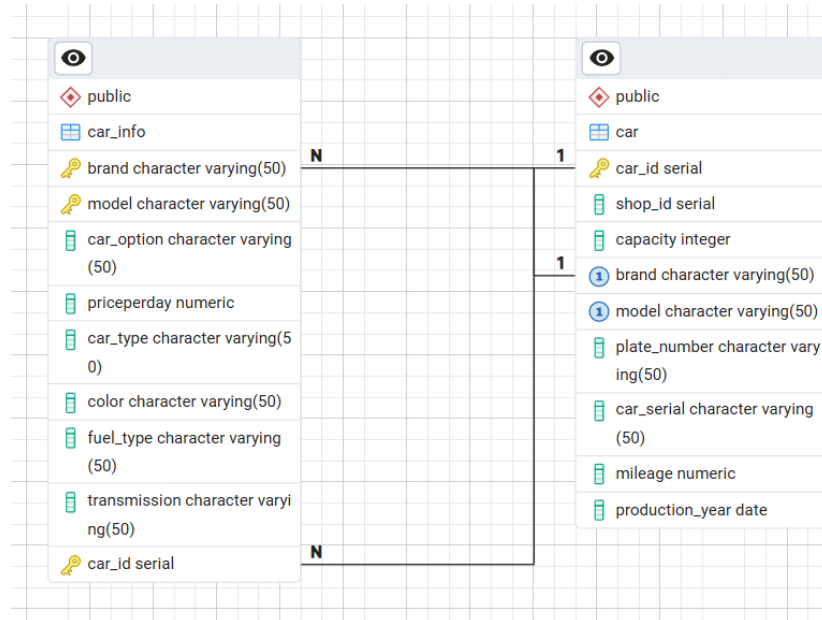 public
car_info
brand character varying(50)
model character varying(50)
car_option character varying
(50)
priceperday numeric
car_type character varying(5
0)
color character varying(50)
fuel_type character varying
(50)
transmission character varyi
ng(50)
car_id serial
N
N
1
1
public
car
car_id serial
shop_id serial
capacity integer
1 brand character varying(50)
1 model character varying(50)
plate_number character vary
ing(50)
car_serial character varying
(50)
mileage numeric
production_year date